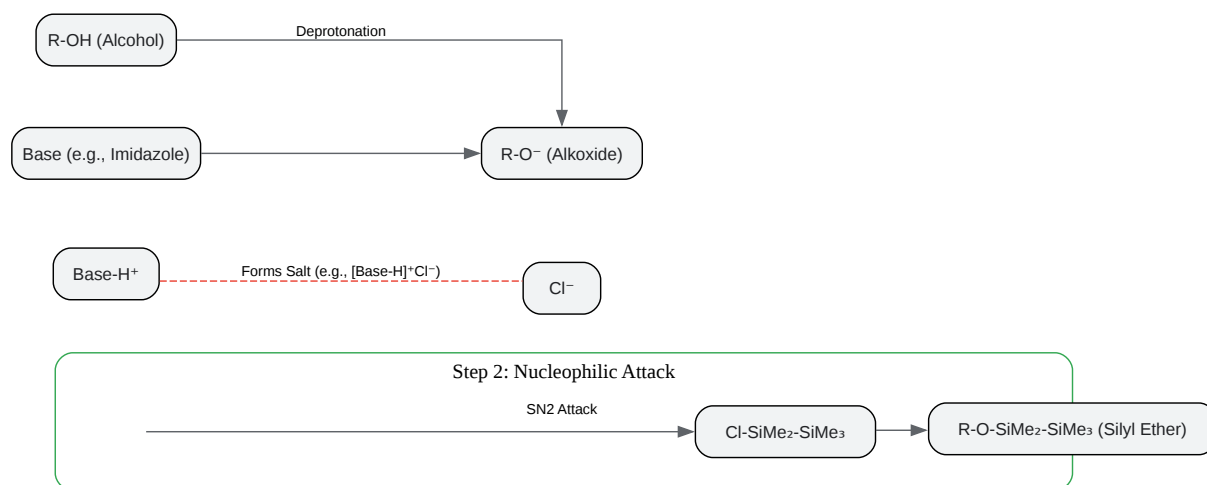 R-OH (Alcohol)
Deprotonation
Base (e.g., Imidazole)
R-O⁻ (Alkoxide)
Base-H⁺
Forms Salt (e.g., [Base-H]⁺Cl⁻)
Cl⁻
Step 2: Nucleophilic Attack
SN2 Attack
Cl-SiMe₂-SiMe₃
R-O-SiMe₂-SiMe₃ (Silyl Ether)